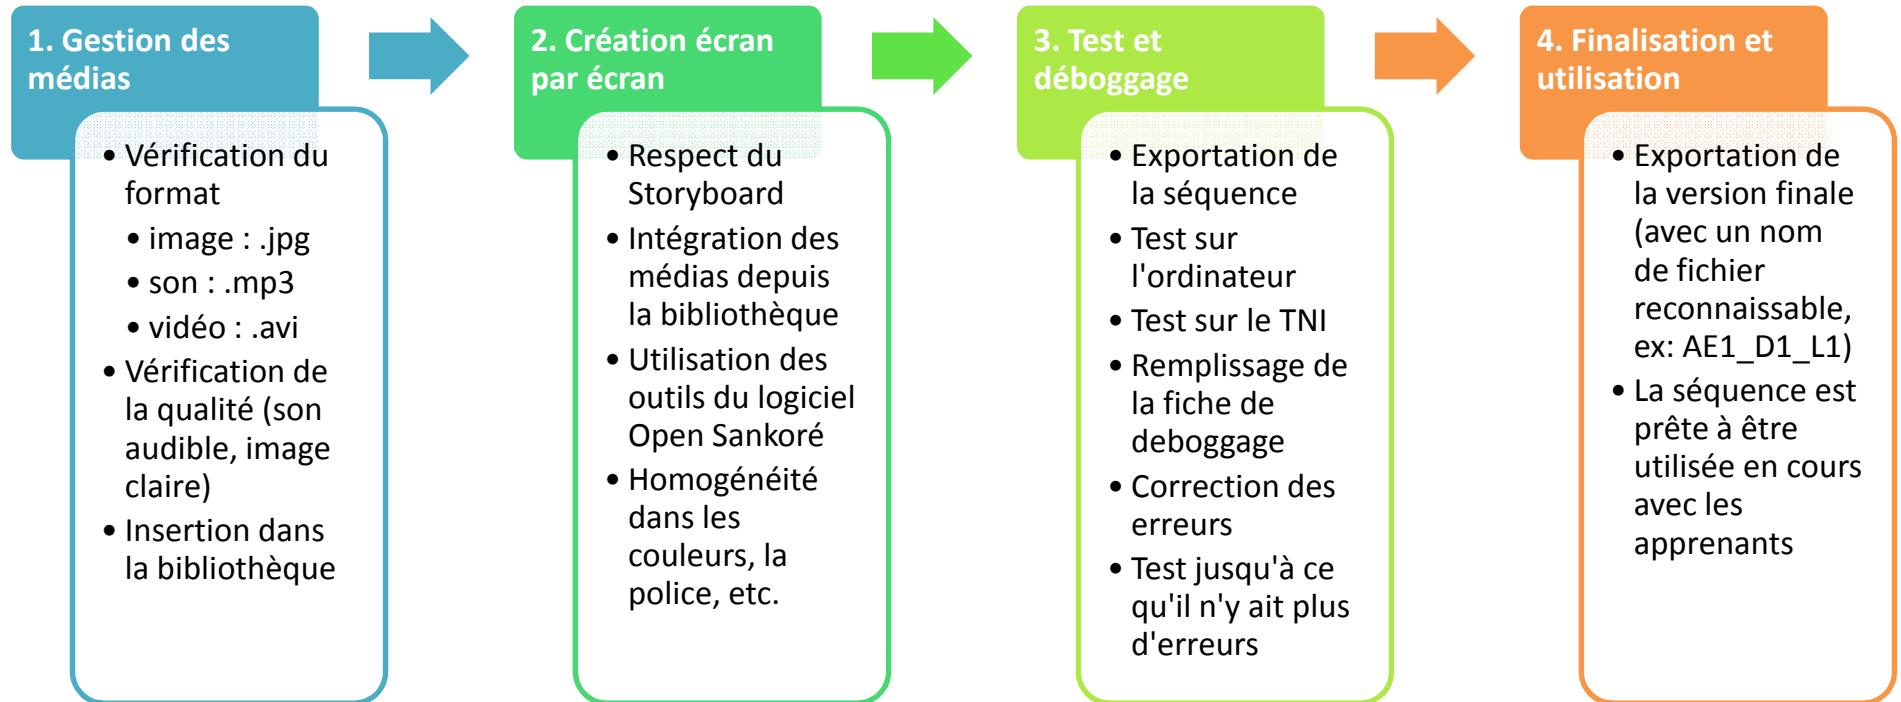 1. Gestion des
médias
• Vérification du
format
• image : .jpg
• son : .mp3
• vidéo : .avi
• Vérification de
la qualité (son
audible, image
claire)
• Insertion dans
la bibliothèque
2. Création écran
par écran
• Respect du
Storyboard
• Intégration des
médias depuis
la bibliothèque
• Utilisation des
outils du logiciel
Open Sankoré
• Homogénéité
dans les
couleurs, la
police, etc.
3. Test et
déboggage
• Exportation de
la séquence
• Test sur
l'ordinateur
• Test sur le TNI
• Remplissage de
la fiche de
deboggage
• Correction des
erreurs
• Test jusqu'à ce
qu'il n'y ait plus
d'erreurs
4. Finalisation et
utilisation
• Exportation de
la version finale
(avec un nom
de fichier
reconnaissable,
ex: AE1_D1_L1)
• La séquence est
prête à être
utilisée en cours
avec les
apprenants